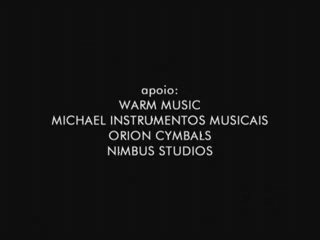 apoio:
WARM MUSIC
MICHAEL INSTRUMENTOS MUSICAIS
ORION CYMBALS
NIMBUS STUDIOS